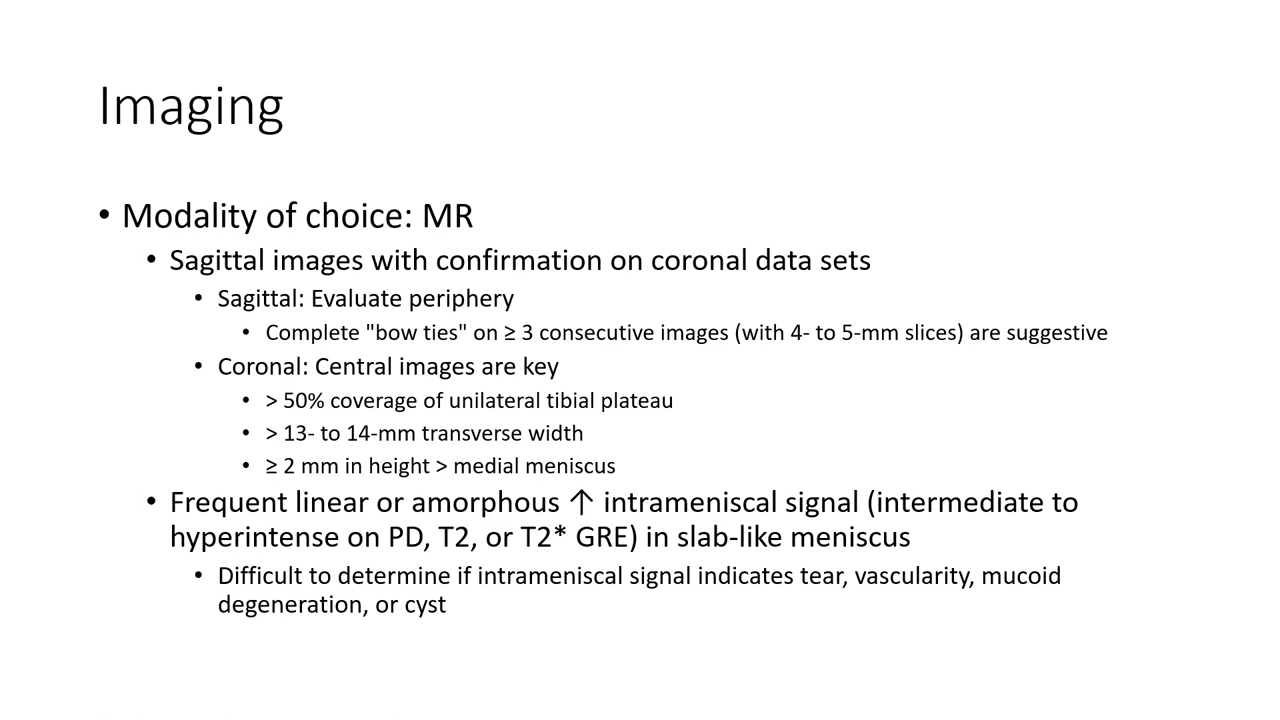 Imaging
• Modality of choice: MR
• Sagittal images with confirmation on coronal data sets
• Sagittal: Evaluate periphery
• Complete "bow ties" on ≥ 3 consecutive images (with 4- to 5-mm slices) are suggestive
• Coronal: Central images are key
• > 50% coverage of unilateral tibial plateau
• > 13- to 14-mm transverse width
• ≥ 2 mm in height > medial meniscus
• Frequent linear or amorphous ↑ intrameniscal signal (intermediate to
hyperintense on PD, T2, or T2* GRE) in slab-like meniscus
• Difficult to determine if intrameniscal signal indicates tear, vascularity, mucoid
degeneration, or cyst